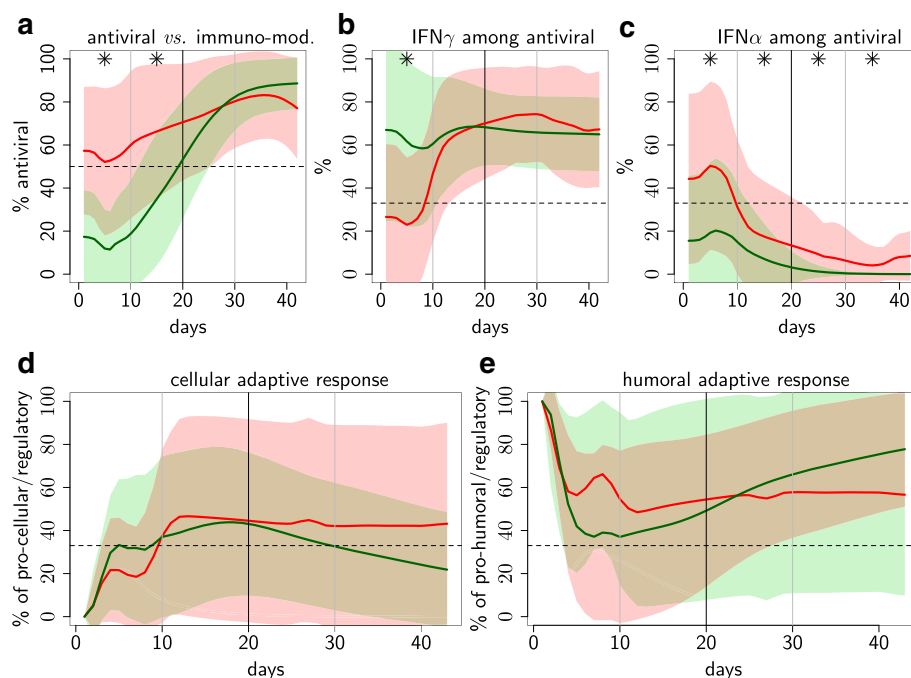 a
antiviral vs. immuno-mod.
% antiviral
0 20 40 60 80 100
* *
0 10 20 30 40
days
b
IFNγ among antiviral
%
0 20 40 60 80 100
*
0 10 20 30 40
days
c
IFNα among antiviral
%
0 20 40 60 80 100
* * * *
0 10 20 30 40
days
d
cellular adaptive response
% of pro-cellular/regulatory
0 20 40 60 80 100
0 10 20 30 40
days
e
humoral adaptive response
% of pro-humoral/regulatory
0 20 40 60 80 100
0 10 20 30 40
days